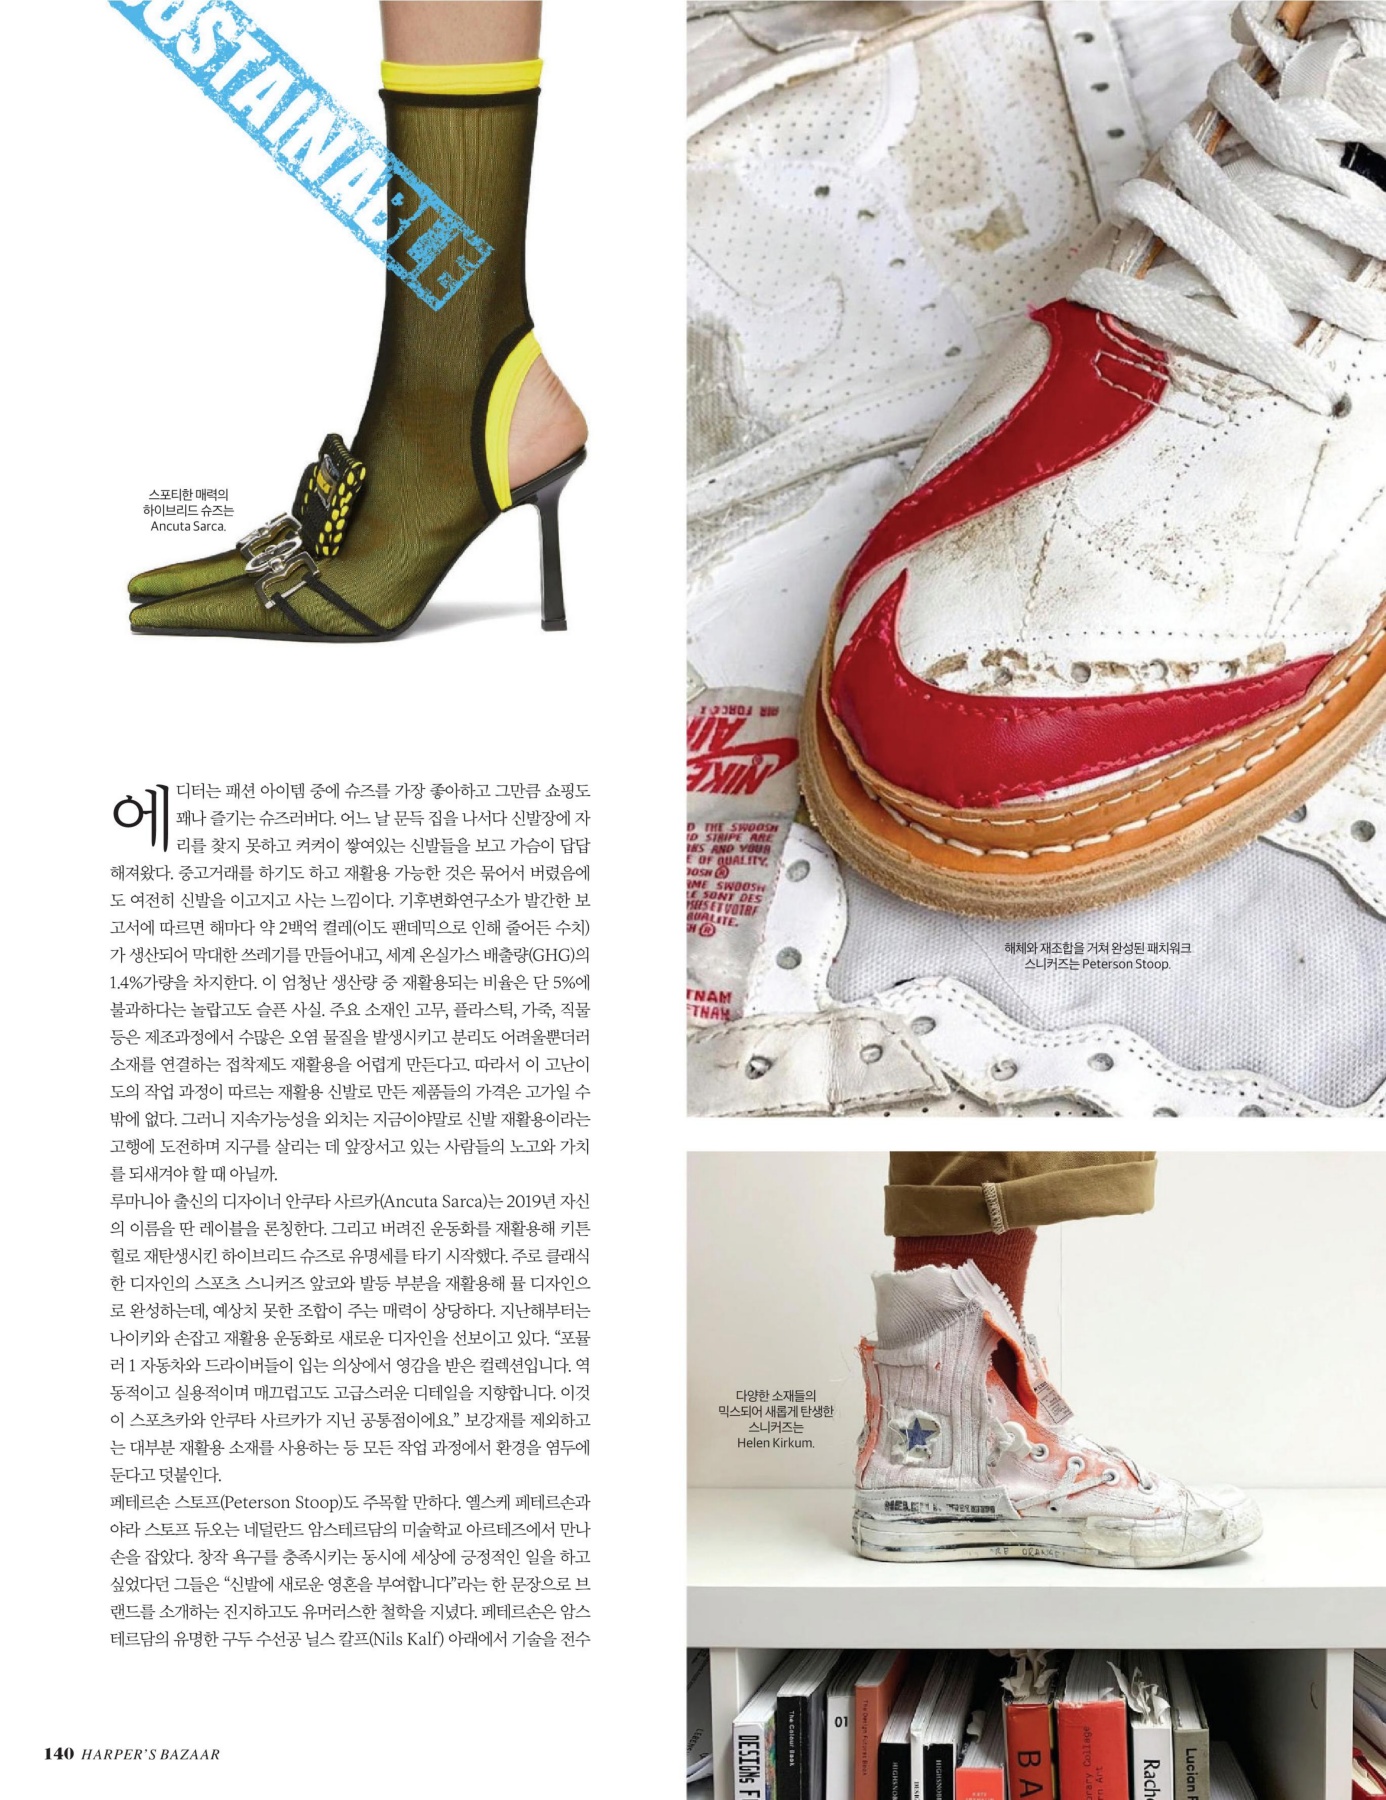 SUSTAINABLE
스포티한 매력의
하이브리드 슈즈는
Ancuta Sarca.
에디터는 패션 아이템 중에 슈즈를 가장 좋아하고 그만큼 쇼핑도
꽤나 즐기는 슈즈러버다. 어느 날 문득 집을 나서다 신발장에 자
리를 찾지 못하고 켜켜이 쌓여있는 신발들을 보고 가슴이 답답
해져왔다. 중고거래를 하기도 하고 재활용 가능한 것은 묶어서 버렸음에
도 여전히 신발을 이고지고 사는 느낌이다. 기후변화연구소가 발간한 보
고서에 따르면 해마다 약 2백억 켤레(이도 팬데믹으로 인해 줄어든 수치)
가 생산되어 막대한 쓰레기를 만들어내고, 세계 온실가스 배출량(GHG)의
1.4%가량을 차지한다. 이 엄청난 생산량 중 재활용되는 비율은 단 5%에
불과하다는 놀랍고도 슬픈 사실. 주요 소재인 고무, 플라스틱, 가죽, 직물
등은 제조과정에서 수많은 오염 물질을 발생시키고 분리도 어려울뿐더러
소재를 연결하는 접착제도 재활용을 어렵게 만든다고. 따라서 이 고난이
도의 작업 과정이 따르는 재활용 신발로 만든 제품들의 가격은 고가일 수
밖에 없다. 그러니 지속가능성을 외치는 지금이야말로 신발 재활용이라는
고행에 도전하며 지구를 살리는 데 앞장서고 있는 사람들의 노고와 가치
를 되새겨야 할 때 아닐까.
루마니아 출신의 디자이너 안쿠타 사르카(Ancuta Sarca)는 2019년 자신
의 이름을 딴 레이블을 론칭한다. 그리고 버려진 운동화를 재활용해 키튼
힐로 재탄생시킨 하이브리드 슈즈로 유명세를 타기 시작했다. 주로 클래식
한 디자인의 스포츠 스니커즈 앞코와 발등 부분을 재활용해 뮬 디자인으
로 완성하는데, 예상치 못한 조합이 주는 매력이 상당하다. 지난해부터는
나이키와 손잡고 재활용 운동화로 새로운 디자인을 선보이고 있다. “포뮬
러 1 자동차와 드라이버들이 입는 의상에서 영감을 받은 컬렉션입니다. 역
동적이고 실용적이며 매끄럽고도 고급스러운 디테일을 지향합니다. 이것
이 스포츠카와 안쿠타 사르카가 지닌 공통점이에요.” 보강재를 제외하고
는 대부분 재활용 소재를 사용하는 등 모든 작업 과정에서 환경을 염두에
둔다고 덧붙인다.
페테르손 스토프(Peterson Stoop)도 주목할 만하다. 옐스케 페테르손과
야라 스토프 듀오는 네덜란드 암스테르담의 미술학교 아르테즈에서 만나
손을 잡았다. 창작 욕구를 충족시키는 동시에 세상에 긍정적인 일을 하고
싶었다던 그들은 “신발에 새로운 영혼을 부여합니다”라는 한 문장으로 브
랜드를 소개하는 진지하고도 유머러스한 철학을 지녔다. 페테르손은 암스
테르담의 유명한 구두 수선공 닐스 칼프(Nils Kalf) 아래에서 기술을 전수
140 HARPER'S BAZAAR
AIR FORCE 1
AIR
NIKE
D THE SWOOSH
D STRIPE ARE
RKS AND YOUR
E OF QUALITY.
ME SWOOSH
E SONT DES
QUALITE.
TNAM
ETNAM
해체와 재조합을 거쳐 완성된 패치워크
스니커즈는 Peterson Stoop.
다양한 소재들의
믹스되어 새롭게 탄생한
스니커즈는
Helen Kirkum.
DESIGNS F
The Colour Book
01
HIGHSNO
BA
rary College
rn Art
Rach
Lucian F